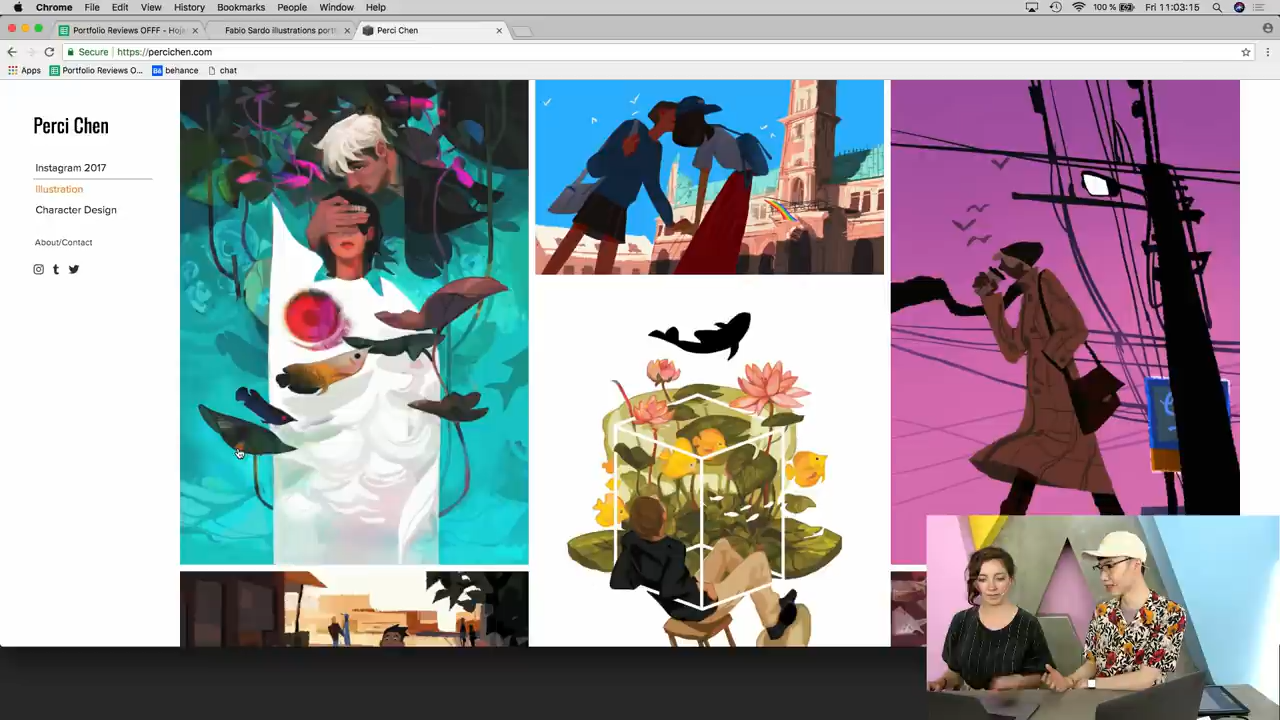 Chrome File Edit View History Bookmarks People Window Help 100 % Fri 11:03:15
Portfolio Reviews OFFF - Hoje Fabio Sardo illustrations port Perci Chen
Secure https://percichen.com
Apps Portfolio Reviews O... Bē behance chat
Perci Chen
Instagram 2017
Illustration
Character Design
About/Contact